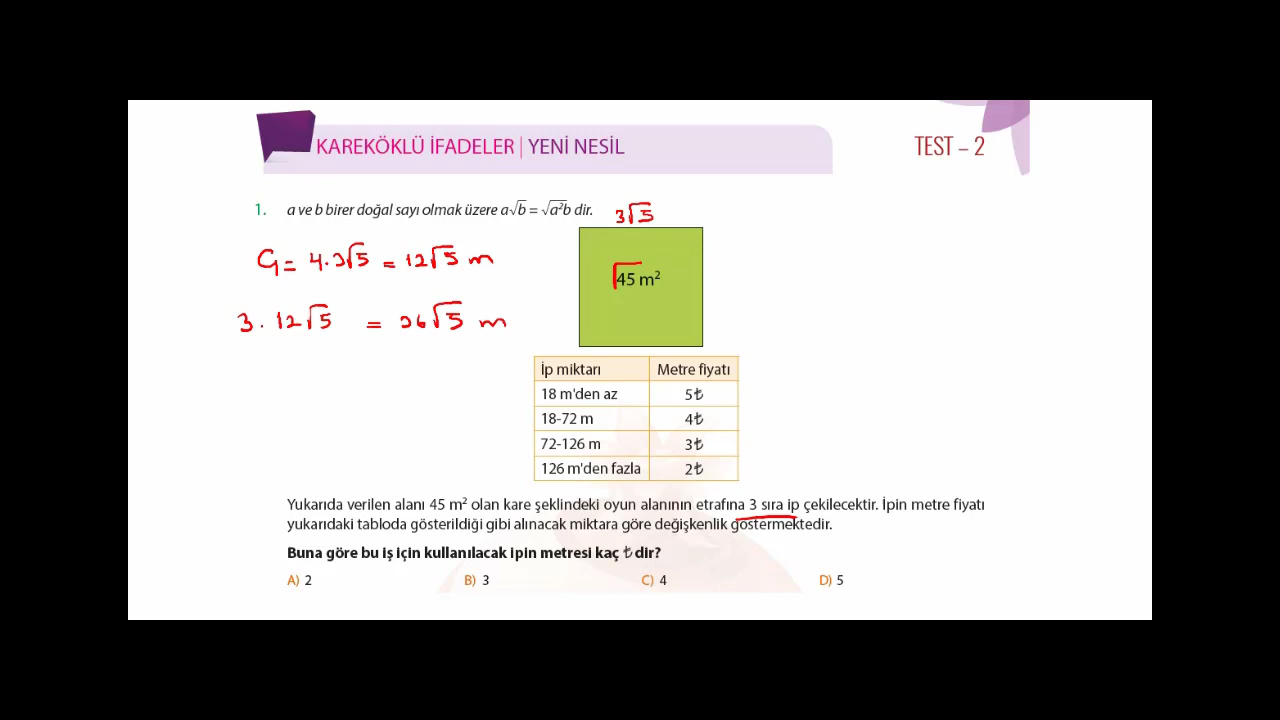 KAREKÖKLÜ İFADELER | YENİ NESİL
TEST – 2
1. a ve b birer doğal sayı olmak üzere a√b = √a²b dir.
3√5
G = 4.3√5 = 12√5 m
√45 m²
3. 12√5 = 36√5 m
İp miktarı Metre fiyatı
18 m'den az 5₺
18-72 m 4₺
72-126 m 3₺
126 m'den fazla 2₺
Yukarıda verilen alanı 45 m² olan kare şeklindeki oyun alanının etrafına 3 sıra ip çekilecektir. İpin metre fiyatı
yukarıdaki tabloda gösterildiği gibi alınacak miktara göre değişkenlik göstermektedir.
Buna göre bu iş için kullanılacak ipin metresi kaç ₺ dir?
A) 2 B) 3 C) 4 D) 5